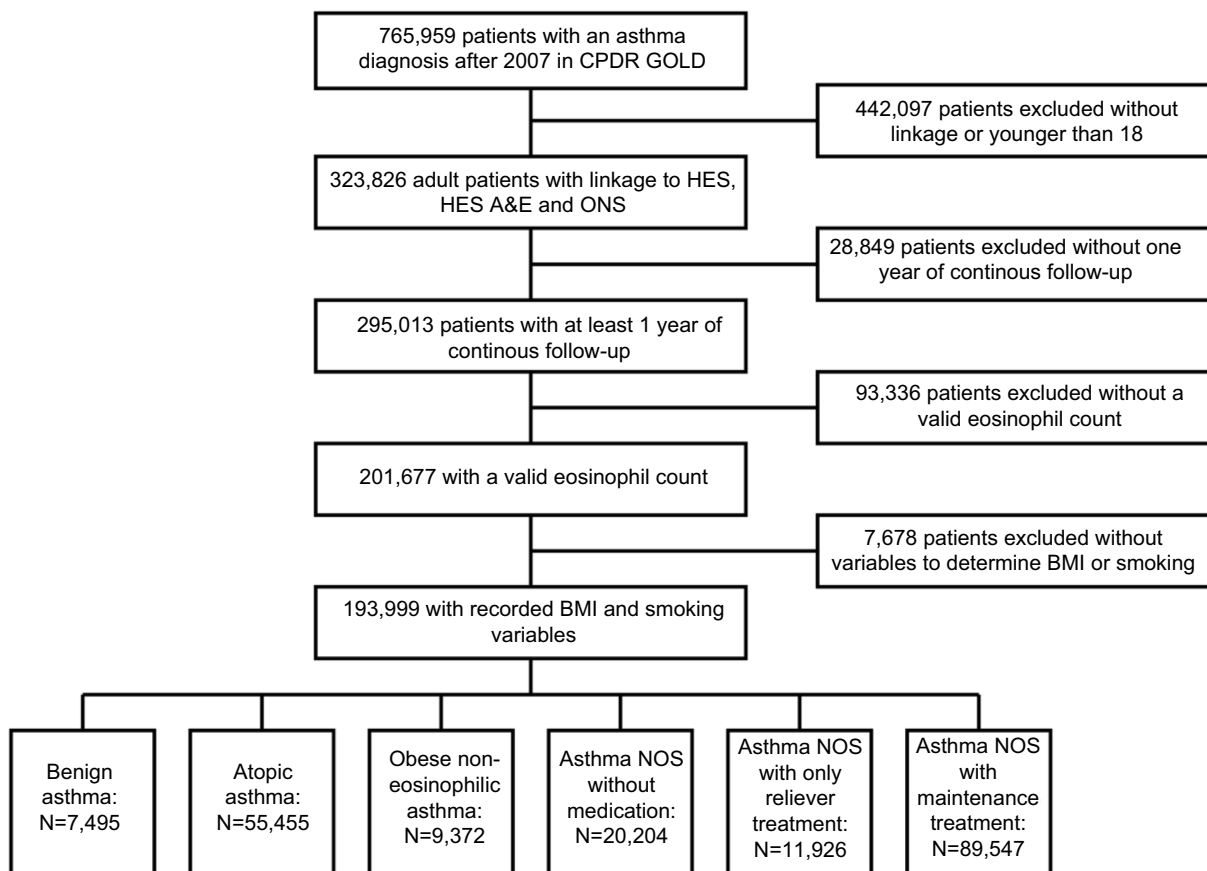 765,959 patients with an asthma
diagnosis after 2007 in CPDR GOLD
442,097 patients excluded without
linkage or younger than 18
323,826 adult patients with linkage to HES,
HES A&E and ONS
28,849 patients excluded without one
year of continous follow-up
295,013 patients with at least 1 year of
continous follow-up
93,336 patients excluded without a
valid eosinophil count
201,677 with a valid eosinophil count
7,678 patients excluded without
variables to determine BMI or smoking
193,999 with recorded BMI and smoking
variables
Benign
asthma:
N=7,495
Atopic
asthma:
N=55,455
Obese non-
eosinophilic
asthma:
N=9,372
Asthma NOS
without
medication:
N=20,204
Asthma NOS
with only
reliever
treatment:
N=11,926
Asthma NOS
with
maintenance
treatment:
N=89,547